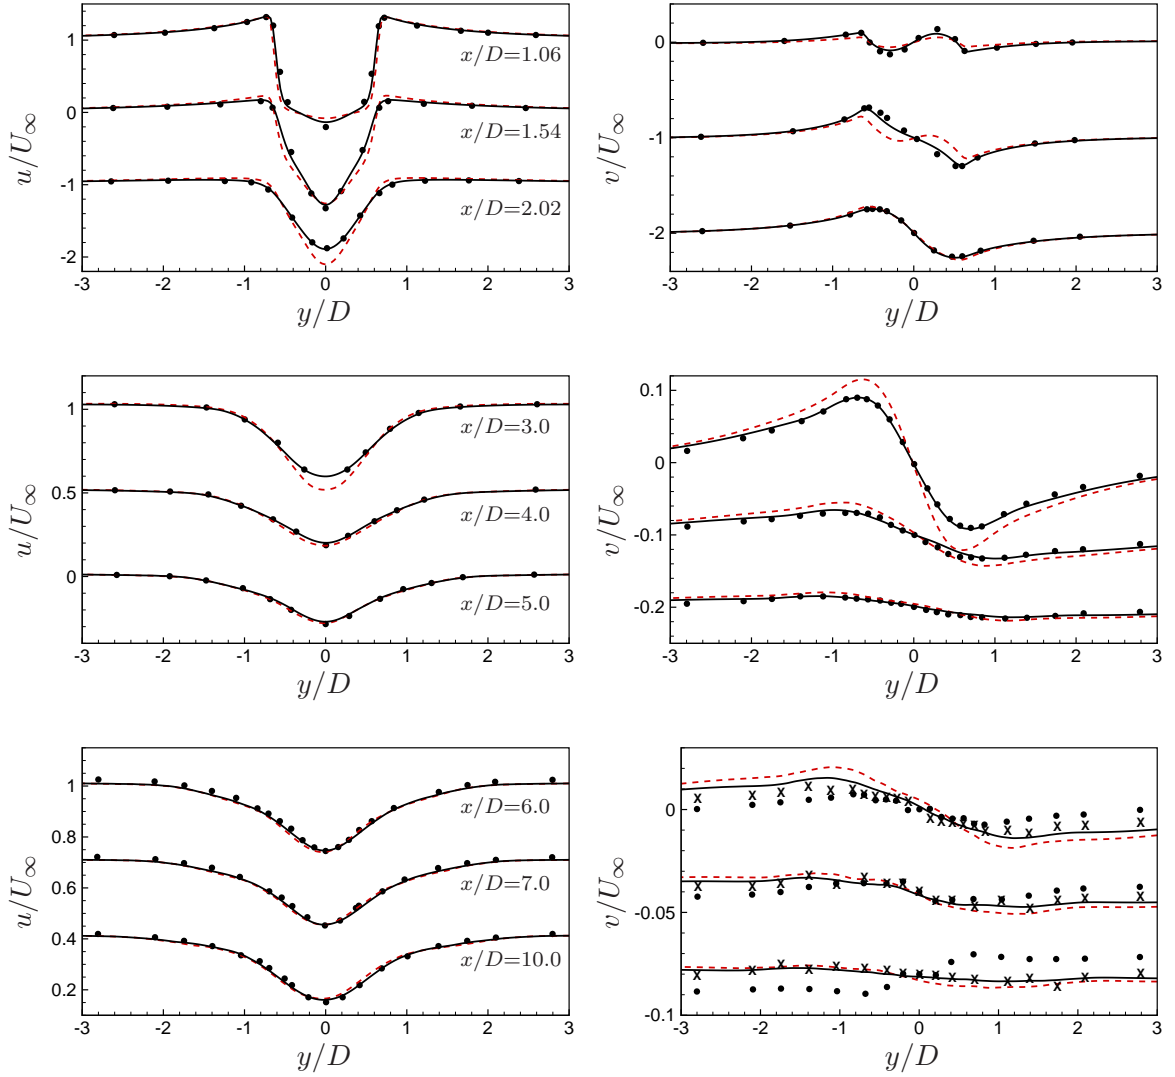 u/U∞
1
0
-1
-2
x/D=1.06
x/D=1.54
x/D=2.02
-3 -2 -1 0 1 2 3
y/D
v/U∞
0
-1
-2
-3 -2 -1 0 1 2 3
y/D
u/U∞
1
0.5
0
x/D=3.0
x/D=4.0
x/D=5.0
-3 -2 -1 0 1 2 3
y/D
v/U∞
0.1
0
-0.1
-0.2
-3 -2 -1 0 1 2 3
y/D
u/U∞
1
0.8
0.6
0.4
0.2
x/D=6.0
x/D=7.0
x/D=10.0
-3 -2 -1 0 1 2 3
y/D
v/U∞
0
-0.05
-0.1
-3 -2 -1 0 1 2 3
y/D